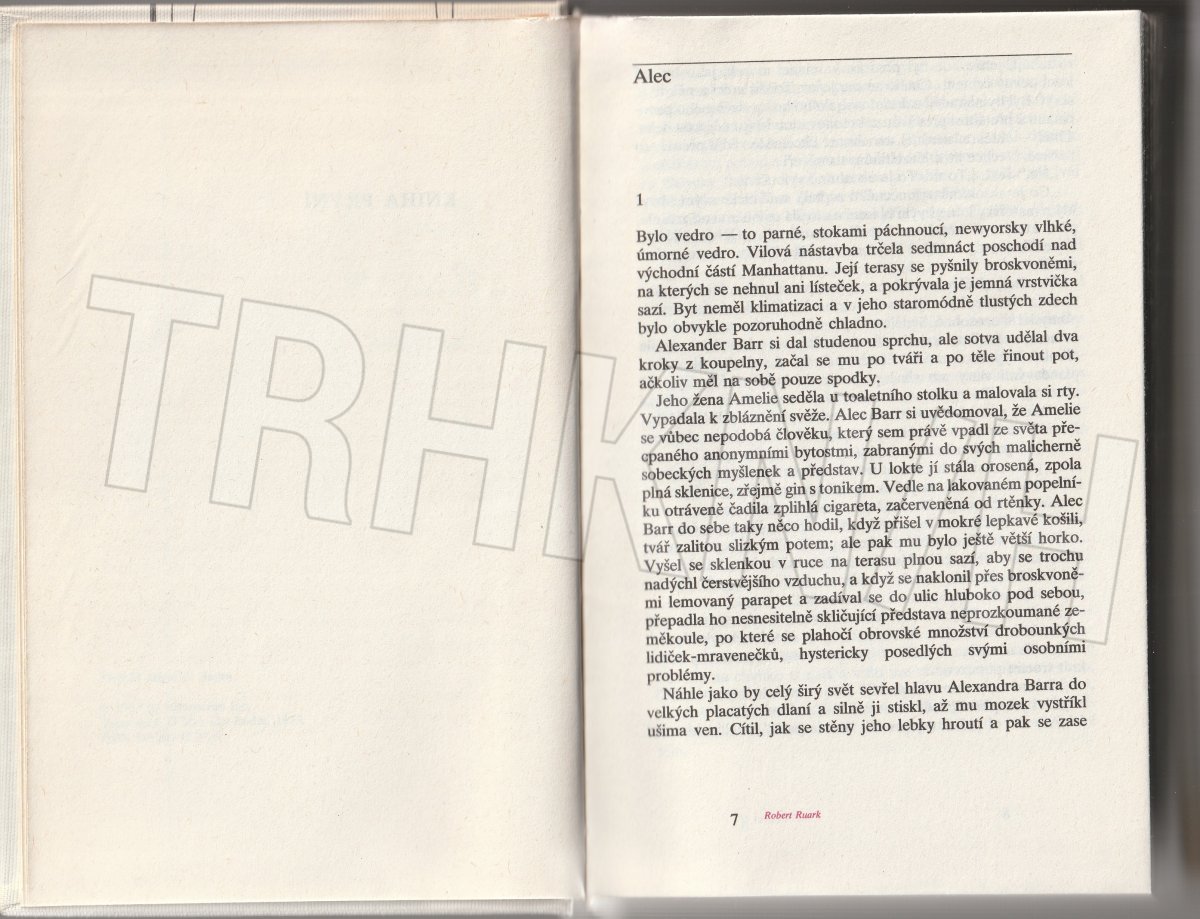 Alec
1
Bylo vedro — to parné, stokami páchnoucí, newyorsky vlhké,
úmorné vedro. Vilová nástavba trčela sedmnáct poschodí nad
východní částí Manhattanu. Její terasy se pyšnily broskvoněmi,
na kterých se nehnul ani lísteček, a pokrývala je jemná vrstvička
sazí. Byt neměl klimatizaci a v jeho staromódně tlustých zdech
bylo obvykle pozoruhodně chladno.
Alexander Barr si dal studenou sprchu, ale sotva udělal dva
kroky z koupelny, začal se mu po tváři a po těle řinout pot,
ačkoliv měl na sobě pouze spodky.
Jeho žena Amelie seděla u toaletního stolku a malovala si rty.
Vypadala k zbláznění svěže. Alec Barr si uvědomoval, že Amelie
se vůbec nepodobá člověku, který sem právě vpadl ze světa pře-
cpaného anonymními bytostmi, zabranými do svých malicherně
sobeckých myšlenek a představ. U lokte jí stála orosená, zpola
plná sklenice, zřejmě gin s tonikem. Vedle na lakovaném popelní-
ku otráveně čadila zplihlá cigareta, začerveněná od rtěnky. Alec
Barr do sebe taky něco hodil, když přišel v mokré lepkavé košili,
tvář zalitou slizkým potem; ale pak mu bylo ještě větší horko.
Vyšel se sklenkou v ruce na terasu plnou sazí, aby se trochu
nadýchl čerstvějšího vzduchu, a když se naklonil přes broskvoně-
mi lemovaný parapet a zadíval se do ulic hluboko pod sebou,
přepadla ho nesnesitelně skličující představa neprozkoumané ze-
měkoule, po které se plahočí obrovské množství drobounkých
lidiček-mravenečků, hystericky posedlých svými osobními
problémy.
Náhle jako by celý širý svět sevřel hlavu Alexandra Barra do
velkých placatých dlaní a silně ji stiskl, až mu mozek vystříkl
ušima ven. Cítil, jak se stěny jeho lebky hroutí a pak se zase
7 Robert Ruark
TRHKNIH